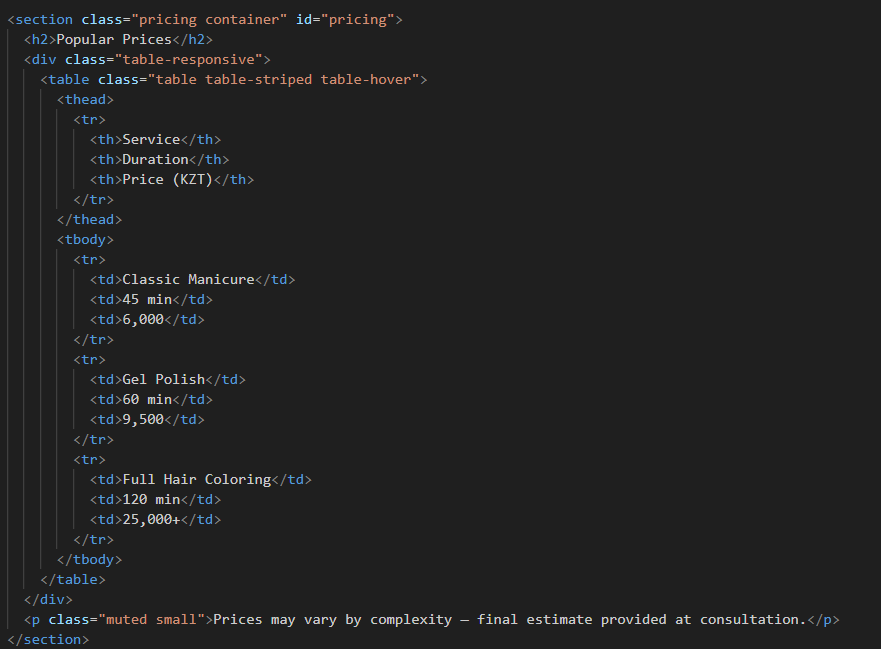 <section class="pricing container" id="pricing">
<h2>Popular Prices</h2>
<div class="table-responsive">
<table class="table table-striped table-hover">
<thead>
<tr>
<th>Service</th>
<th>Duration</th>
<th>Price (KZT)</th>
</tr>
</thead>
<tbody>
<tr>
<td>Classic Manicure</td>
<td>45 min</td>
<td>6,000</td>
</tr>
<tr>
<td>Gel Polish</td>
<td>60 min</td>
<td>9,500</td>
</tr>
<tr>
<td>Full Hair Coloring</td>
<td>120 min</td>
<td>25,000+</td>
</tr>
</tbody>
</table>
</div>
<p class="muted small">Prices may vary by complexity — final estimate provided at consultation.</p>
</section>